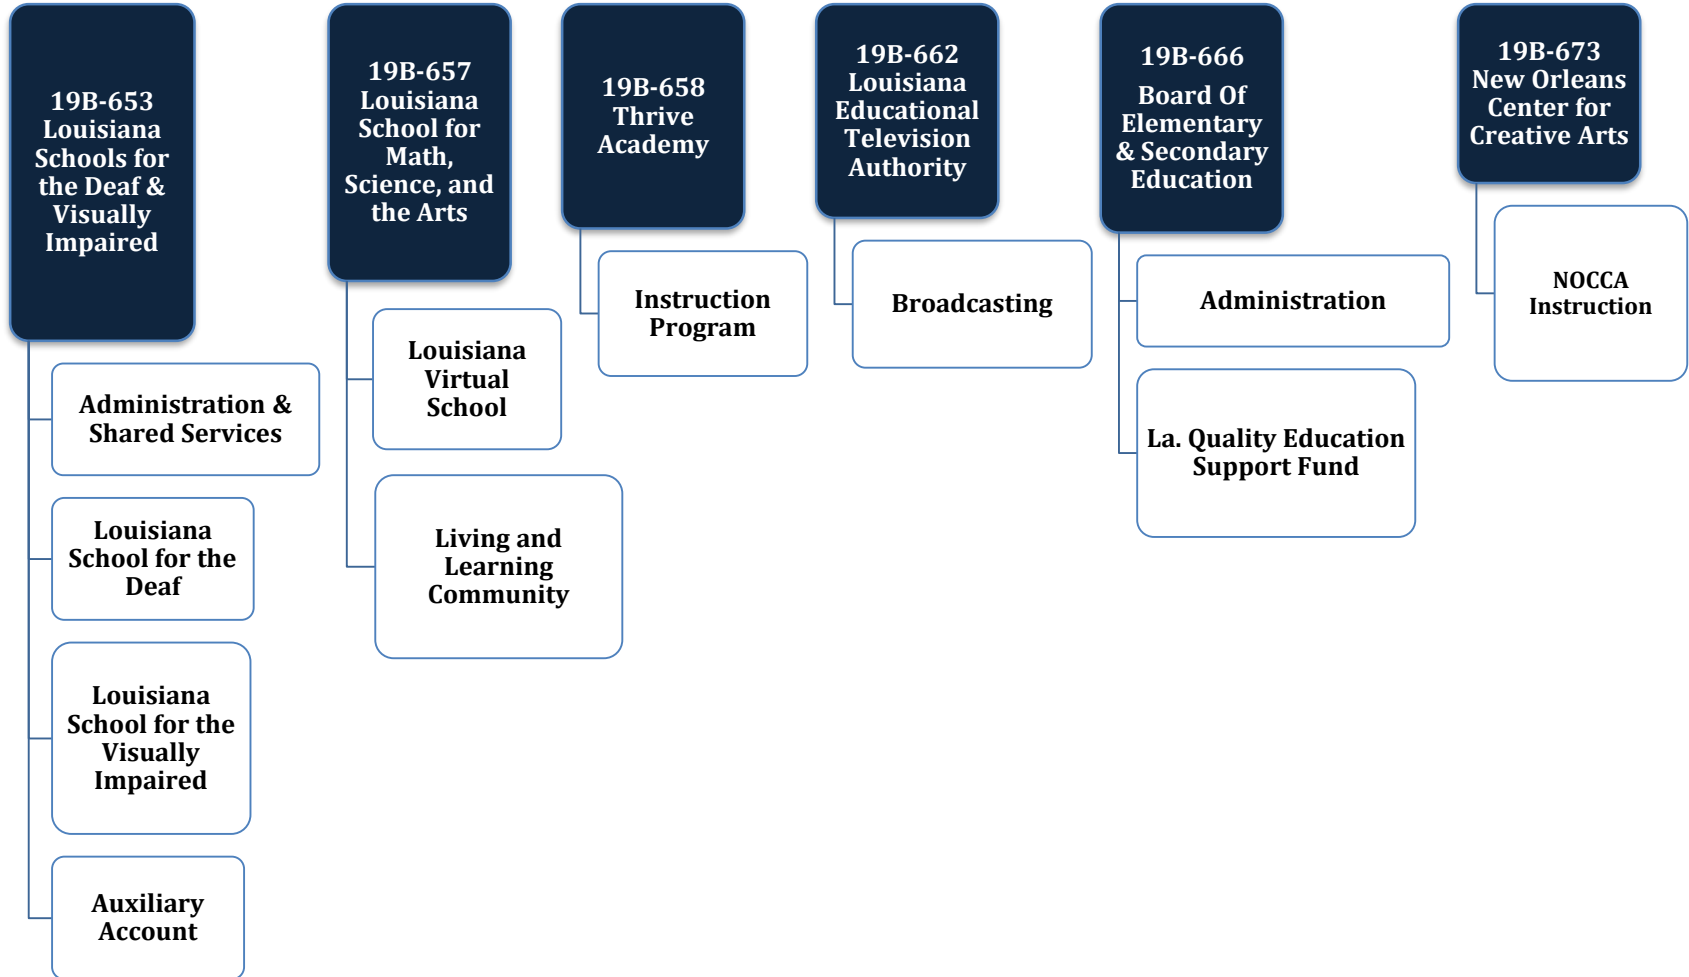 19B-653
Louisiana
Schools for
the Deaf &
Visually
Impaired
Administration &
Shared Services
Louisiana
School for the
Deaf
Louisiana
School for the
Visually
Impaired
Auxiliary
Account
19B-657
Louisiana
School for
Math,
Science, and
the Arts
Louisiana
Virtual
School
Living and
Learning
Community
19B-658
Thrive
Academy
Instruction
Program
19B-662
Louisiana
Educational
Television
Authority
Broadcasting
19B-666
Board Of
Elementary
& Secondary
Education
Administration
La. Quality Education
Support Fund
19B-673
New Orleans
Center for
Creative Arts
NOCCA
Instruction